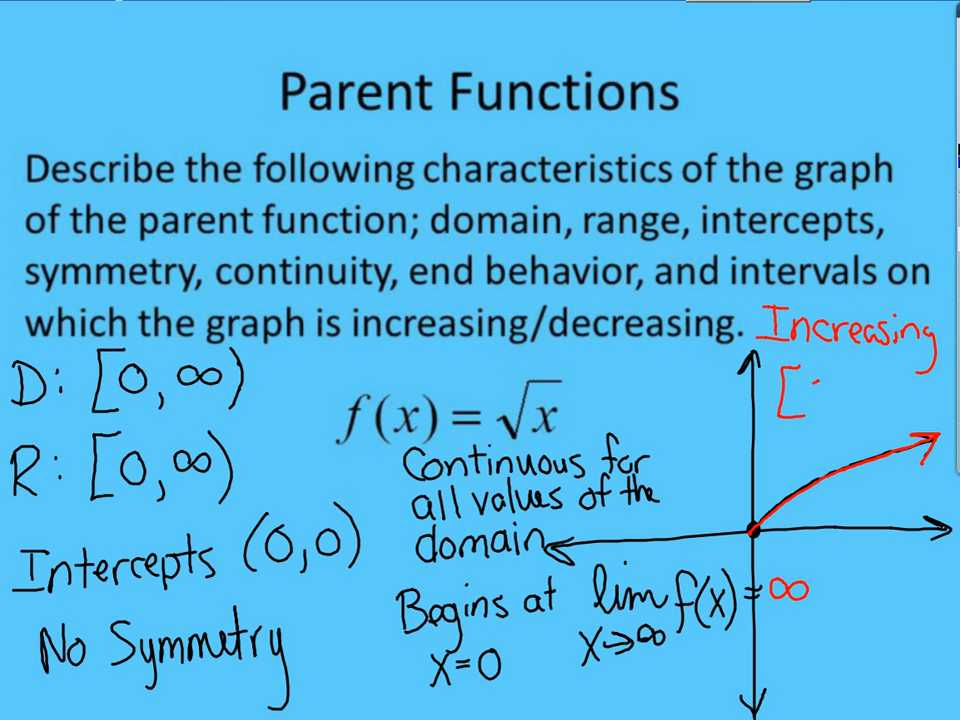 Parent Functions
Describe the following characteristics of the graph
of the parent function; domain, range, intercepts,
symmetry, continuity, end behavior, and intervals on
which the graph is increasing/decreasing.
Increasing
[
D: [0, ∞)
f(x) = √x
R: [0, ∞)
Continuous for
all values of the
domain
Intercepts (0,0)
Begins at
x=0
lim f(x) = ∞
x→∞
No Symmetry